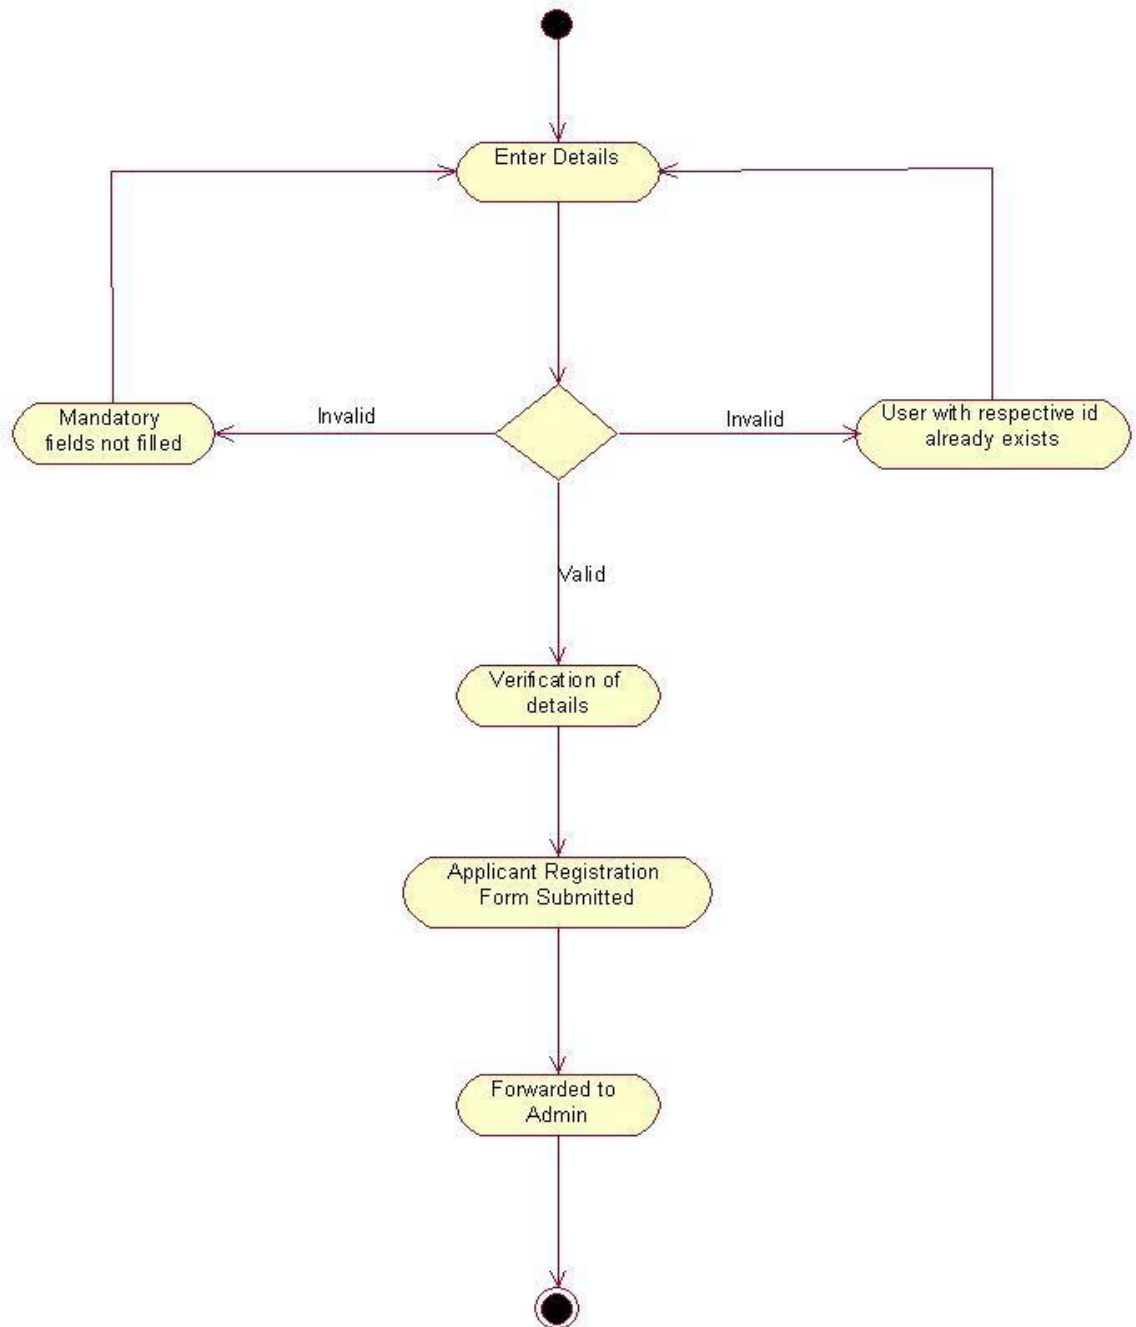 Enter Details
Mandatory
fields not filled
Invalid
Invalid
User with respective id
already exists
Valid
Verification of
details
Applicant Registration
Form Submitted
Forwarded to
Admin